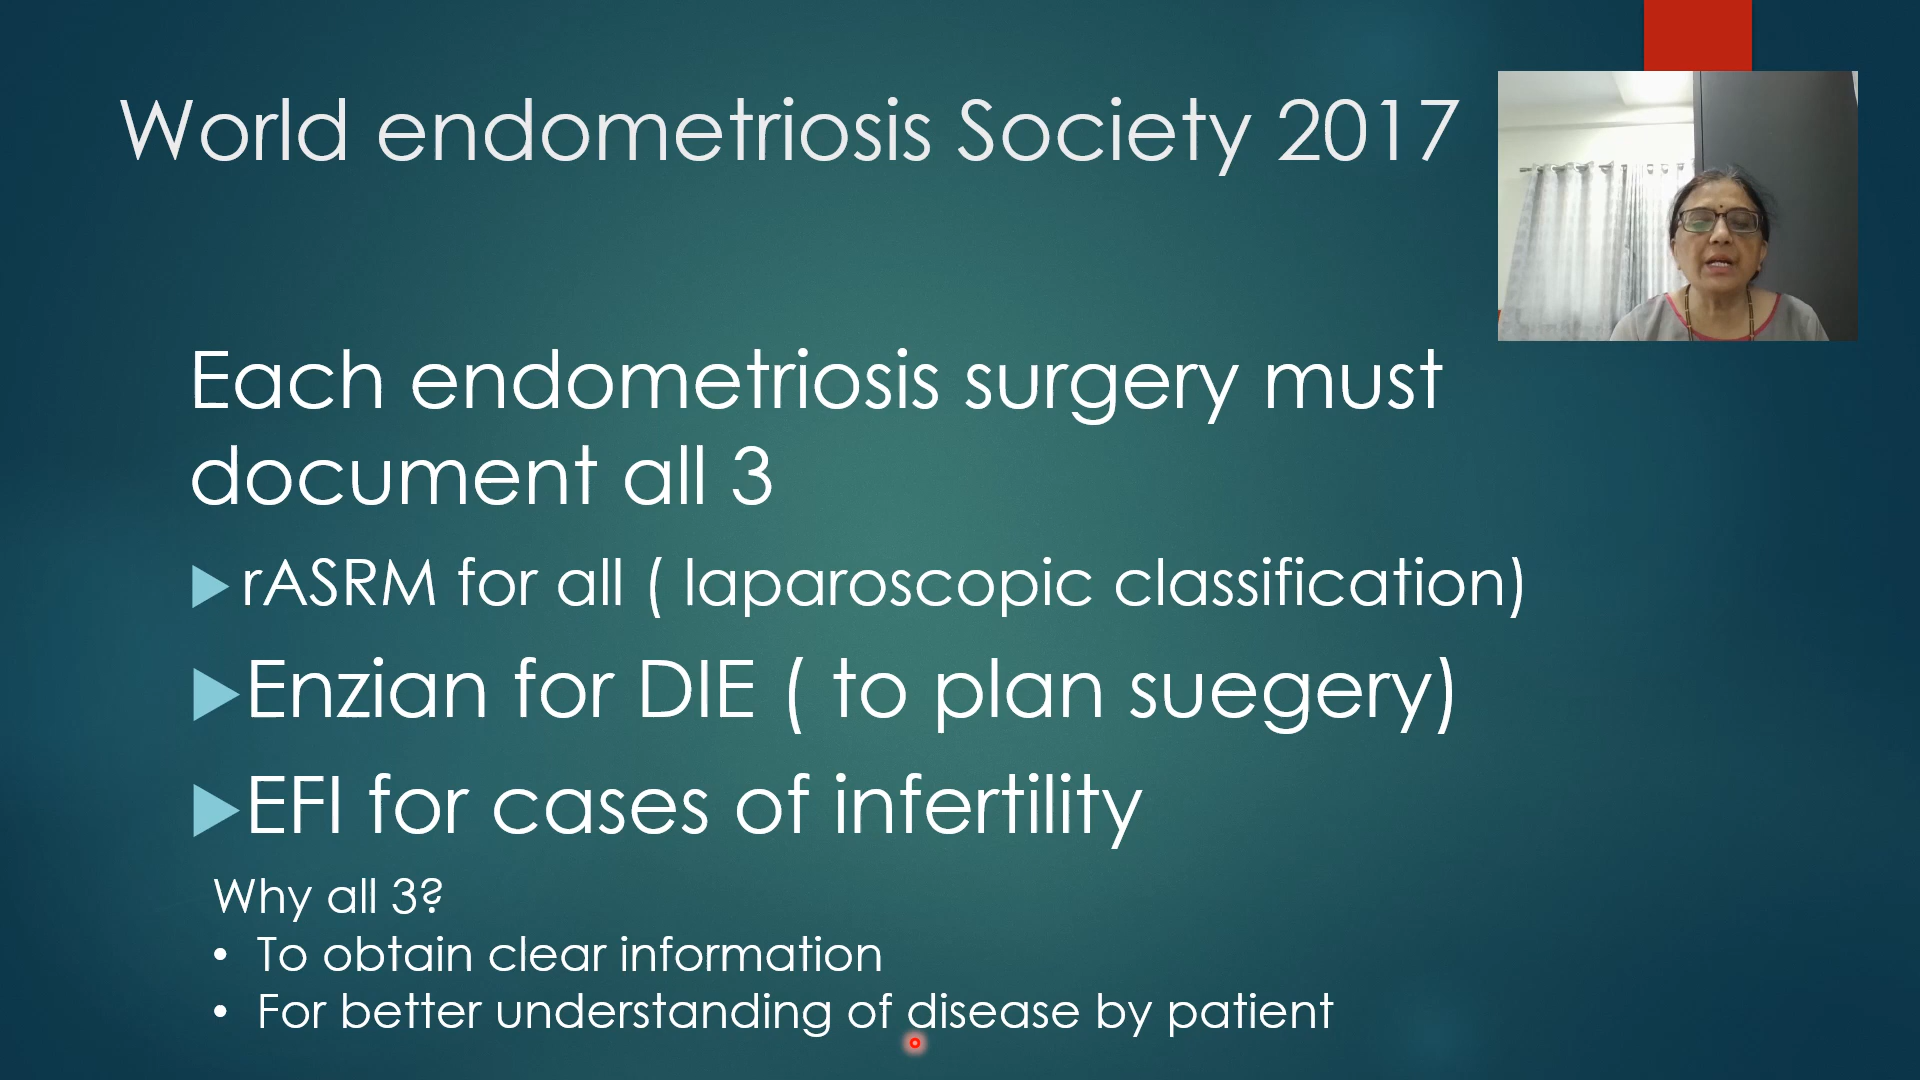 World endometriosis Society 2017
Each endometriosis surgery must
document all 3
rASRM for all ( laparoscopic classification)
Enzian for DIE ( to plan suegery)
EFI for cases of infertility
Why all 3?
• To obtain clear information
• For better understanding of disease by patient